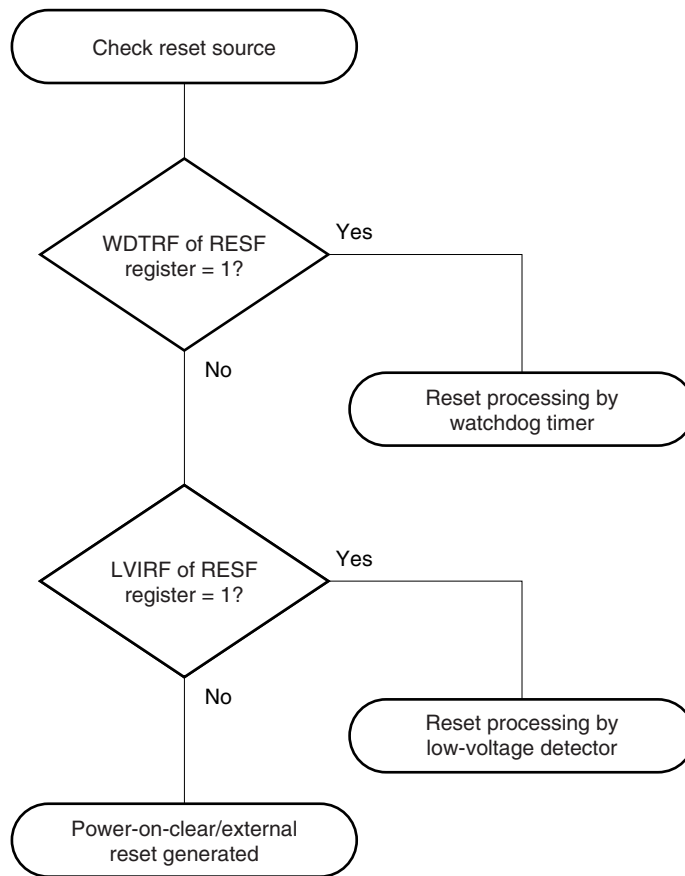 Check reset source
WDTRF of RESF
register = 1?
Yes
No
Reset processing by
watchdog timer
LVIRF of RESF
register = 1?
Yes
No
Reset processing by
low-voltage detector
Power-on-clear/external
reset generated